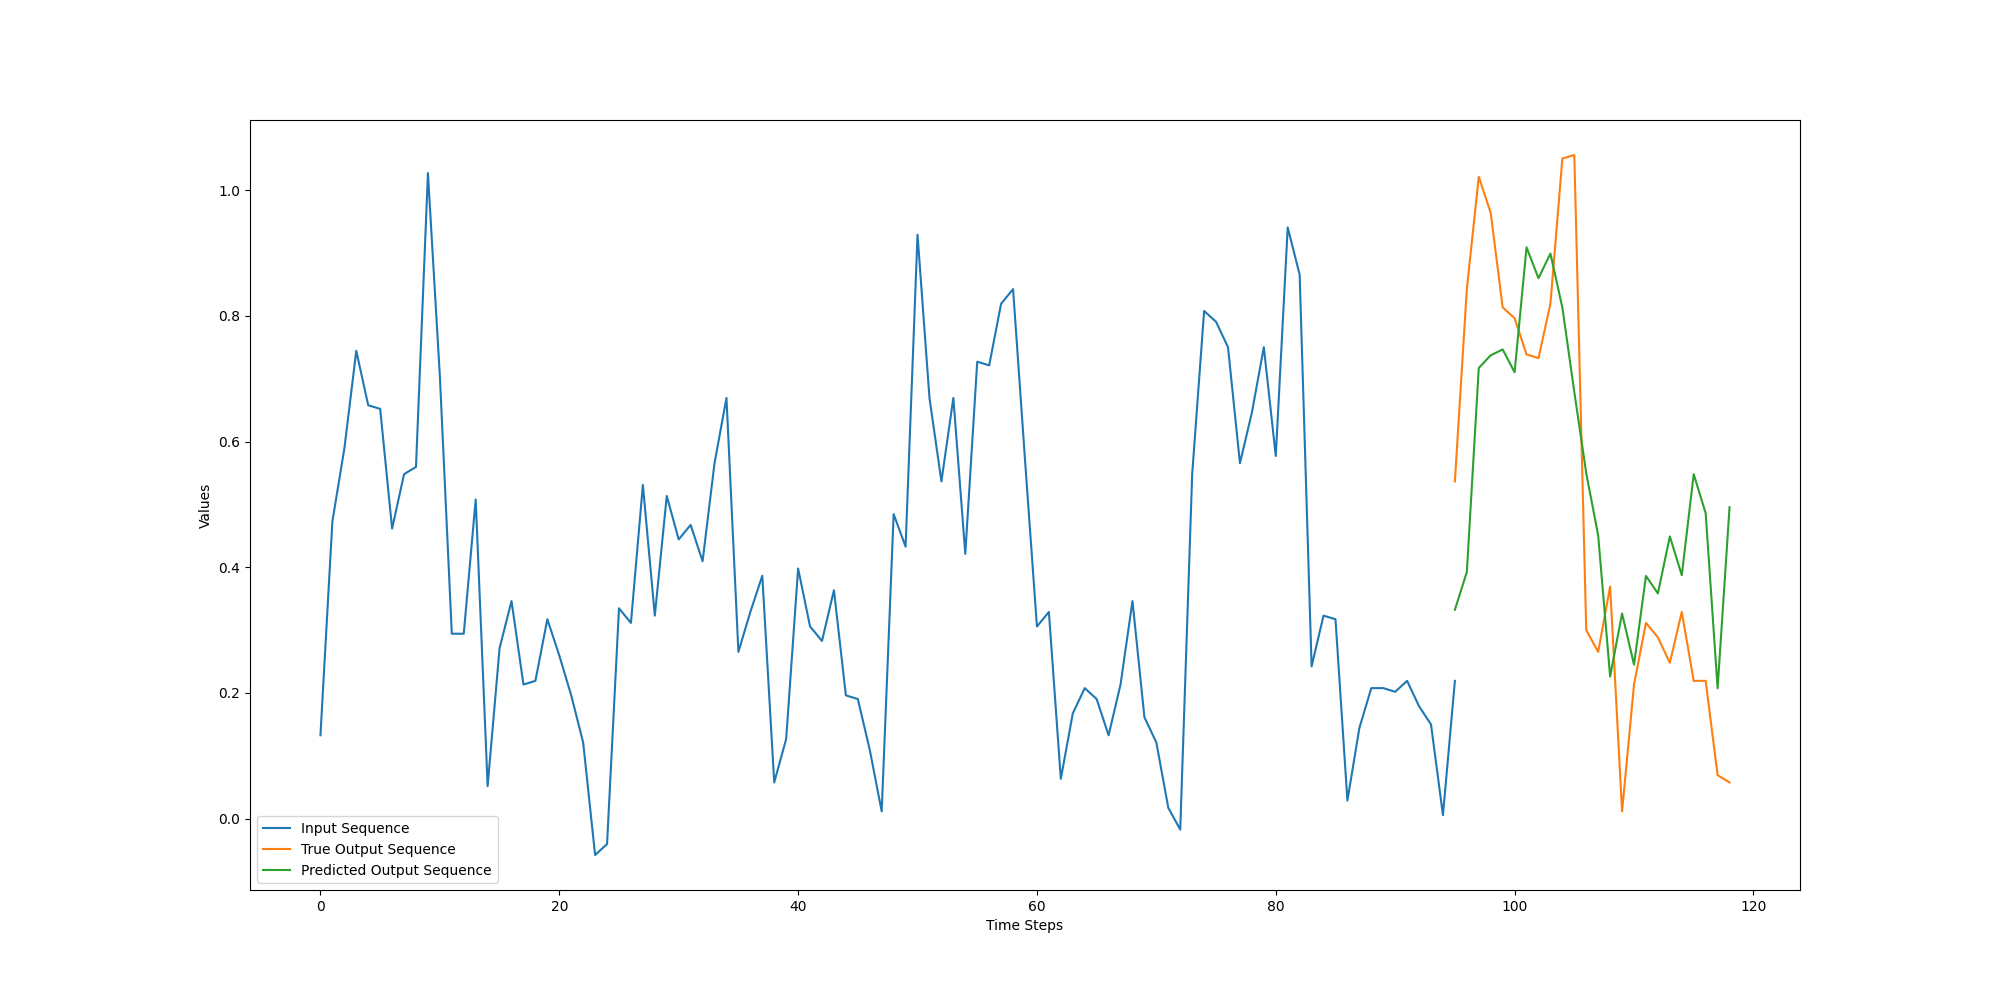 1.0
0.8
0.6
0.4
0.2
0.0
Values
Input Sequence
True Output Sequence
Predicted Output Sequence
0 20 40 60 80 100 120
Time Steps